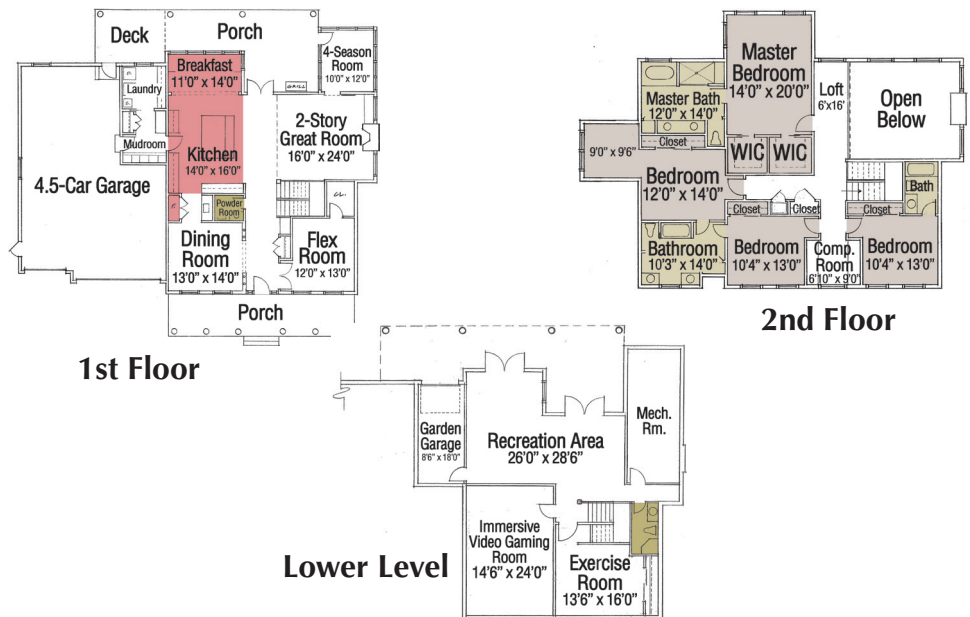 Deck
Porch
4-Season
Room
10'0" x 12'0"
Breakfast
11'0" x 14'0"
Laundry
GRILL
2-Story
Great Room
16'0" x 24'0"
Mudroom
Kitchen
14'0" x 16'0"
4.5-Car Garage
Powder
Room
Dining
Room
13'0" x 14'0"
Flex
Room
12'0" x 13'0"
Porch
1st Floor
Master
Bedroom
14'0" x 20'0"
Loft
6'x16'
Open
Below
Master Bath
12'0" x 14'0"
WIC
WIC
Closet
9'0" x 9'6"
Bedroom
12'0" x 14'0"
Bath
Closet
Closet
Closet
Bathroom
10'3" x 14'0"
Bedroom
10'4" x 13'0"
Comp.
Room
6'10" x 9'0"
Bedroom
10'4" x 13'0"
2nd Floor
Garden
Garage
8'6" x 18'0"
Recreation Area
26'0" x 28'6"
Mech.
Rm.
Immersive
Video Gaming
Room
14'6" x 24'0"
Exercise
Room
13'6" x 16'0"
Lower Level